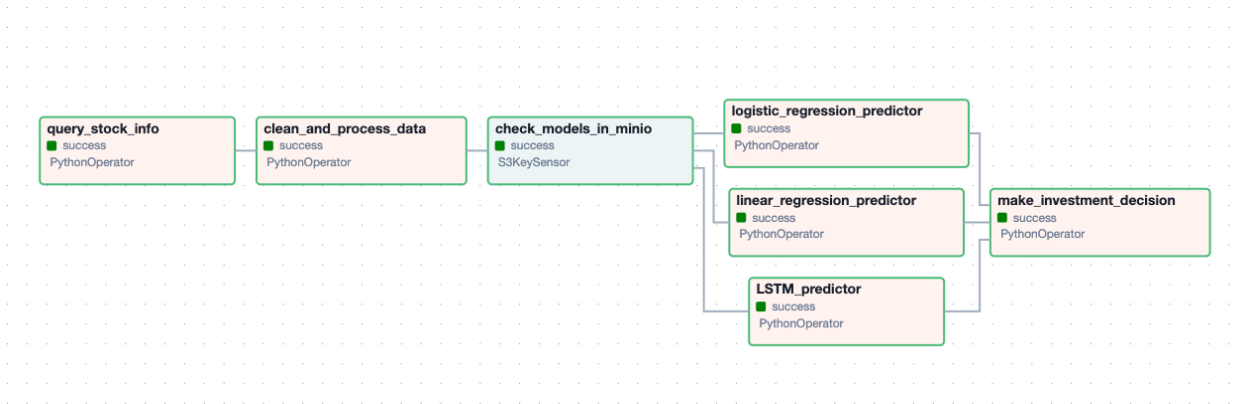 query_stock_info
success
PythonOperator
clean_and_process_data
success
PythonOperator
check_models_in_minio
success
S3KeySensor
logistic_regression_predictor
success
PythonOperator
linear_regression_predictor
success
PythonOperator
LSTM_predictor
success
PythonOperator
make_investment_decision
success
PythonOperator